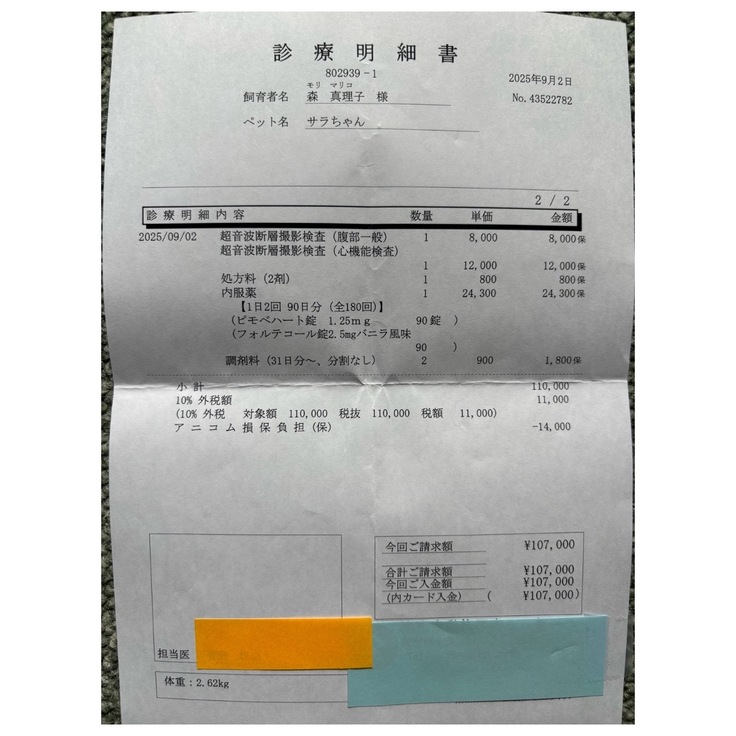 診療明細書
802939-1
2025年9月2日
モリ マリコ
飼育者名 森 真理子 様
No.43522782
ペット名 サラちゃん
2 / 2
診療明細内容 数量 単価 金額
2025/09/02 超音波断層撮影検査(腹部一般) 1 8,000 8,000保
超音波断層撮影検査(心機能検査)
1 12,000 12,000保
処方料(2剤) 1 800 800保
内服薬 1 24,300 24,300保
【1日2回 90日分(全180回)】
(ピモベハート錠 1.25mg 90錠 )
(フォルテコール錠2.5mgバニラ風味
90 )
調剤料(31日分~、分割なし) 2 900 1,800保
小計 110,000
10% 外税額 11,000
(10% 外税 対象額 110,000 税抜 110,000 税額 11,000)
アニコム損保負担(保) -14,000
今回ご請求額 ¥107,000
合計ご請求額 ¥107,000
今回ご入金額 ¥107,000
(内カード入金) ( ¥107,000)
担当医
体重:2.62kg